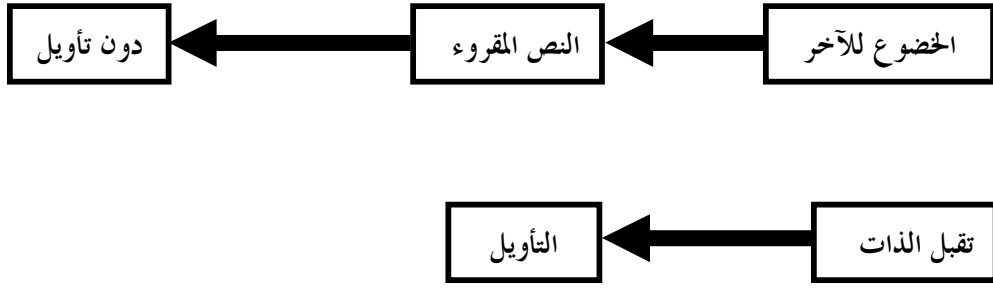 الخضوع للآخر
النص المقروء
دون تأويل
تقبل الذات
التأويل